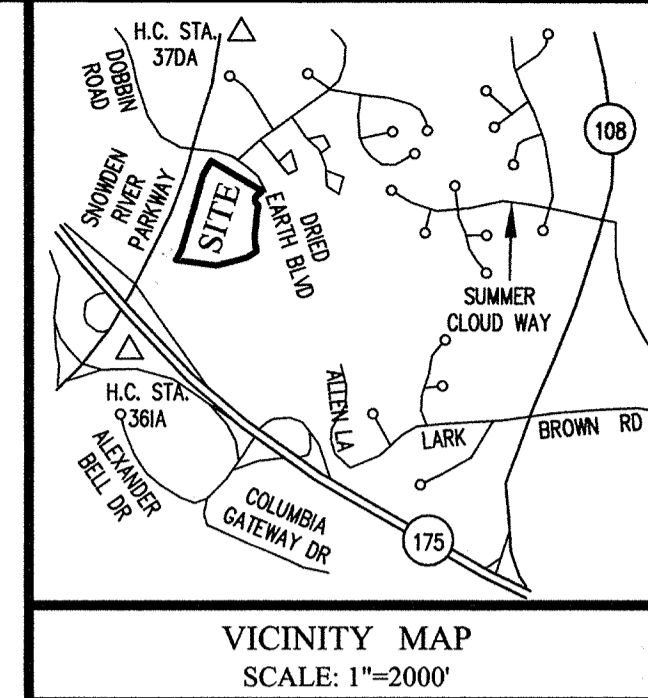 H.C. STA.
37DA
DOBBIN
ROAD
108
SNOWDEN
RIVER
PARKWAY
SITE
DRIED
EARTH BLVD
SUMMER
CLOUD WAY
H.C. STA.
361A
ALLEN LA
LARK BROWN RD
ALEXANDER
BELL DR
COLUMBIA
GATEWAY DR
175
VICINITY MAP
SCALE: 1"=2000'